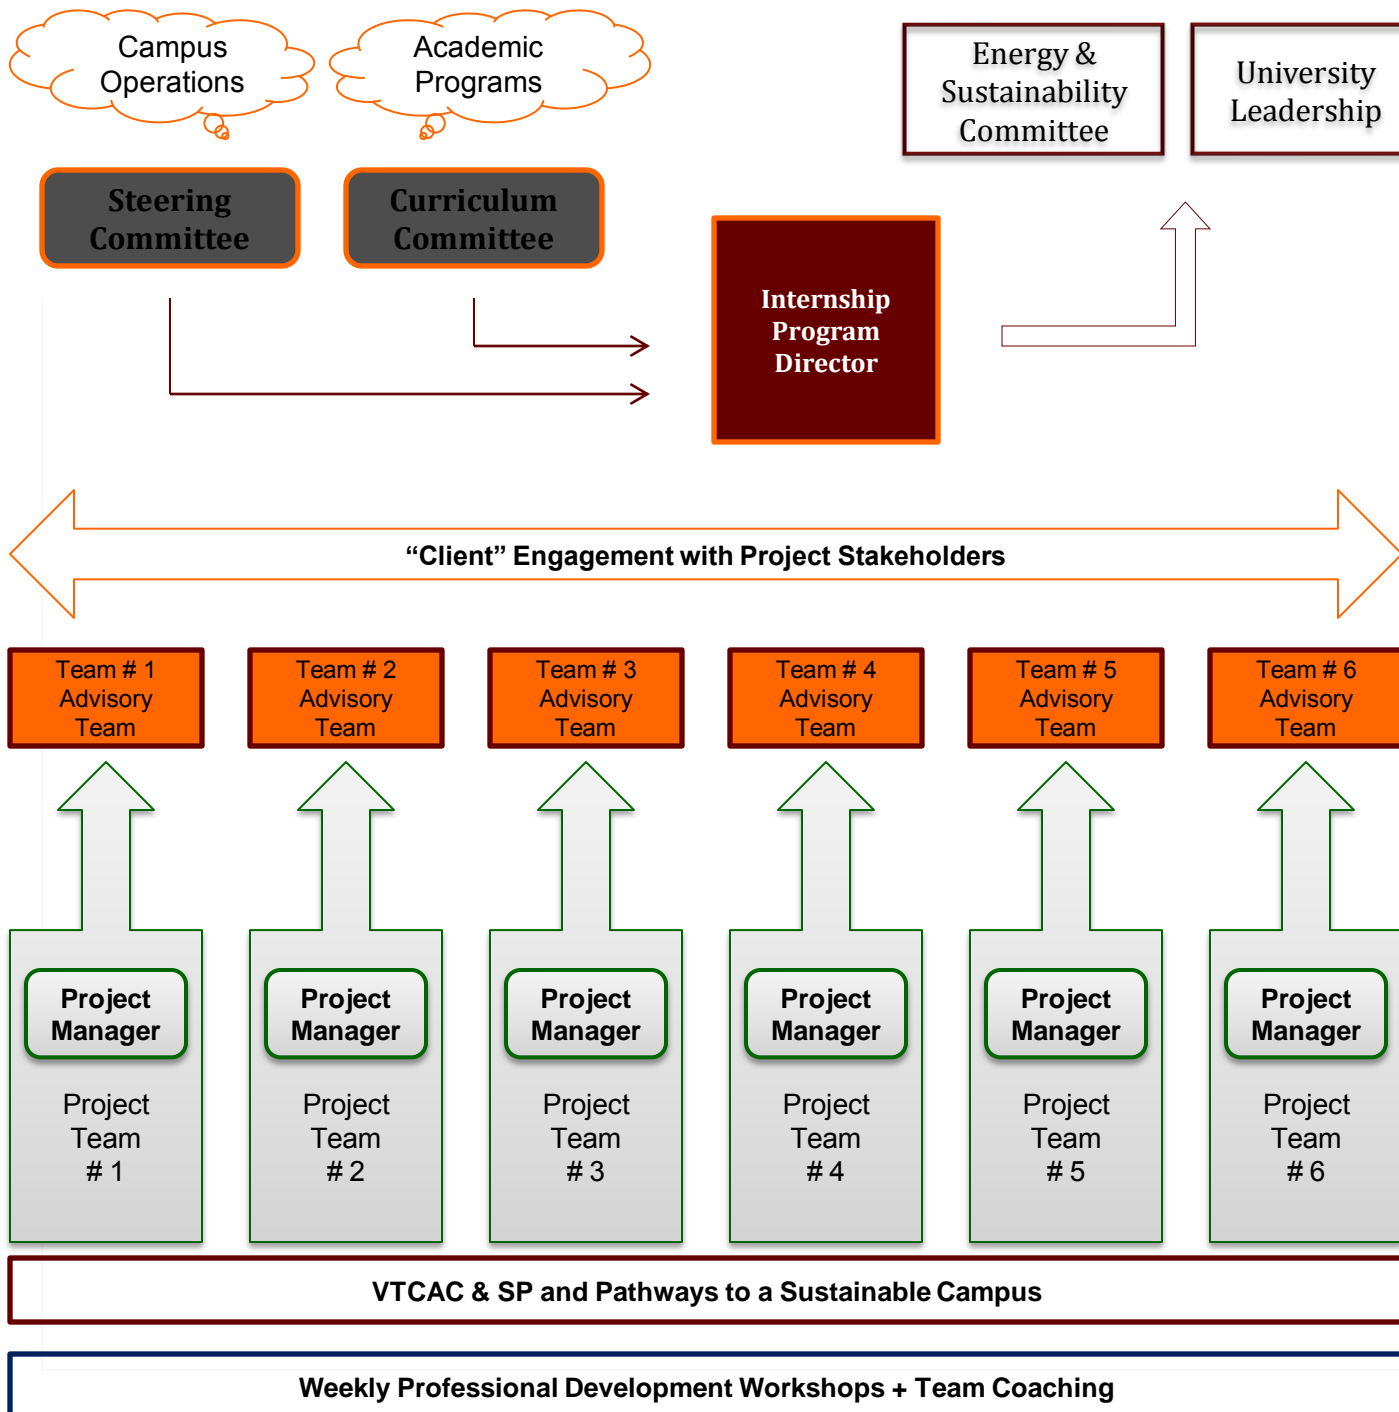 Campus
Operations
Academic
Programs
Energy &
Sustainability
Committee
University
Leadership
Steering
Committee
Curriculum
Committee
Internship
Program
Director
“Client” Engagement with Project Stakeholders
Team # 1
Advisory
Team
Team # 2
Advisory
Team
Team # 3
Advisory
Team
Team # 4
Advisory
Team
Team # 5
Advisory
Team
Team # 6
Advisory
Team
Project
Manager
Project
Team
# 1
Project
Manager
Project
Team
# 2
Project
Manager
Project
Team
# 3
Project
Manager
Project
Team
# 4
Project
Manager
Project
Team
# 5
Project
Manager
Project
Team
# 6
VTCAC & SP and Pathways to a Sustainable Campus
Weekly Professional Development Workshops + Team Coaching